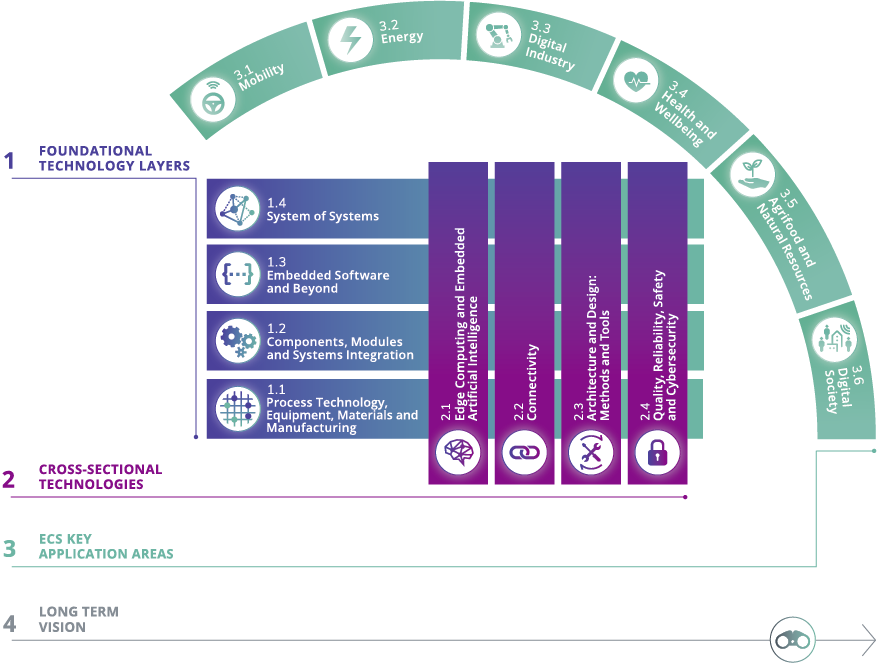 3.1
Mobility
3.2
Energy
3.3
Digital
Industry
3.4
Health and
Wellbeing
3.5
Agrifood and
Natural Resources
3.6
Digital
Society
1
FOUNDATIONAL
TECHNOLOGY LAYERS
1.4
System of Systems
1.3
Embedded Software
and Beyond
1.2
Components, Modules
and Systems Integration
1.1
Process Technology,
Equipment, Materials and
Manufacturing
2.1
Edge Computing and Embedded
Artificial Intelligence
2.2
Connectivity
2.3
Architecture and Design:
Methods and Tools
2.4
Quality, Reliability, Safety
and Cybersecurity
2
CROSS-SECTIONAL
TECHNOLOGIES
3
ECS KEY
APPLICATION AREAS
4
LONG TERM
VISION